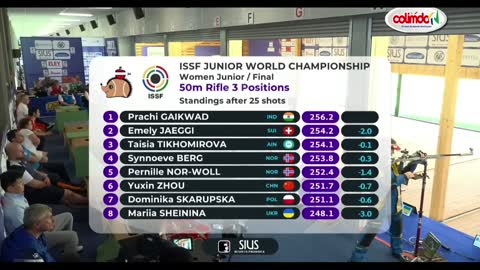 colimdo
ISSF JUNIOR WORLD CHAMPIONSHIP
Women Junior / Final
50m Rifle 3 Positions
Standings after 25 shots
ISSF
1 Prachi GAIKWAD IND 256.2
2 Emely JAEGGI SUI 254.2 -2.0
3 Taisia TIKHOMIROVA AIN 254.1 -0.1
4 Synnoeve BERG NOR 253.8 -0.3
5 Pernille NOR-WOLL NOR 252.4 -1.4
6 Yuxin ZHOU CHN 251.7 -0.7
7 Dominika SKARUPSKA POL 251.1 -0.6
8 Mariia SHEININA UKR 248.1 -3.0
SIUS
SIUS
ELEY